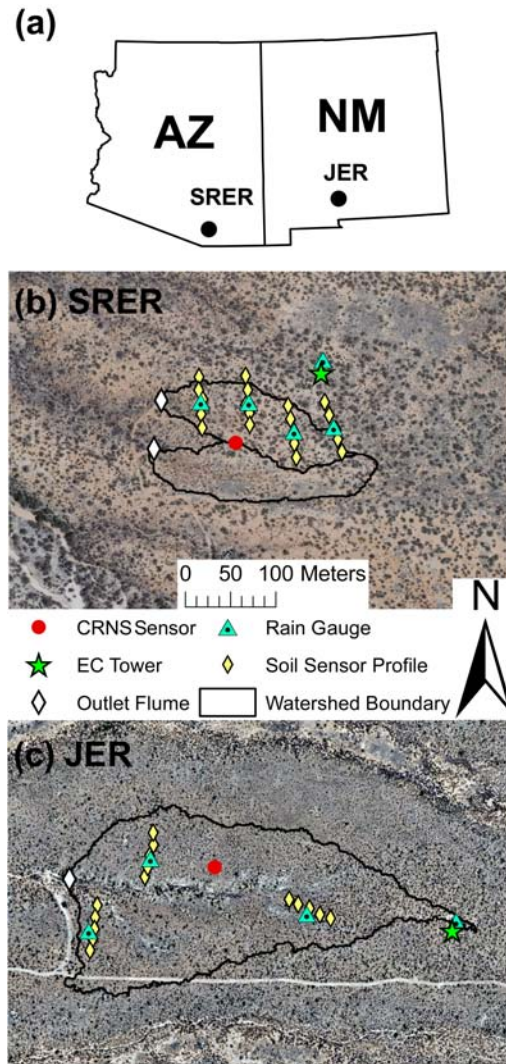 (a)
AZ
NM
SRER
JER
(b) SRER
0 50 100 Meters
N
CRNS Sensor
Rain Gauge
EC Tower
Soil Sensor Profile
Outlet Flume
Watershed Boundary
(c) JER